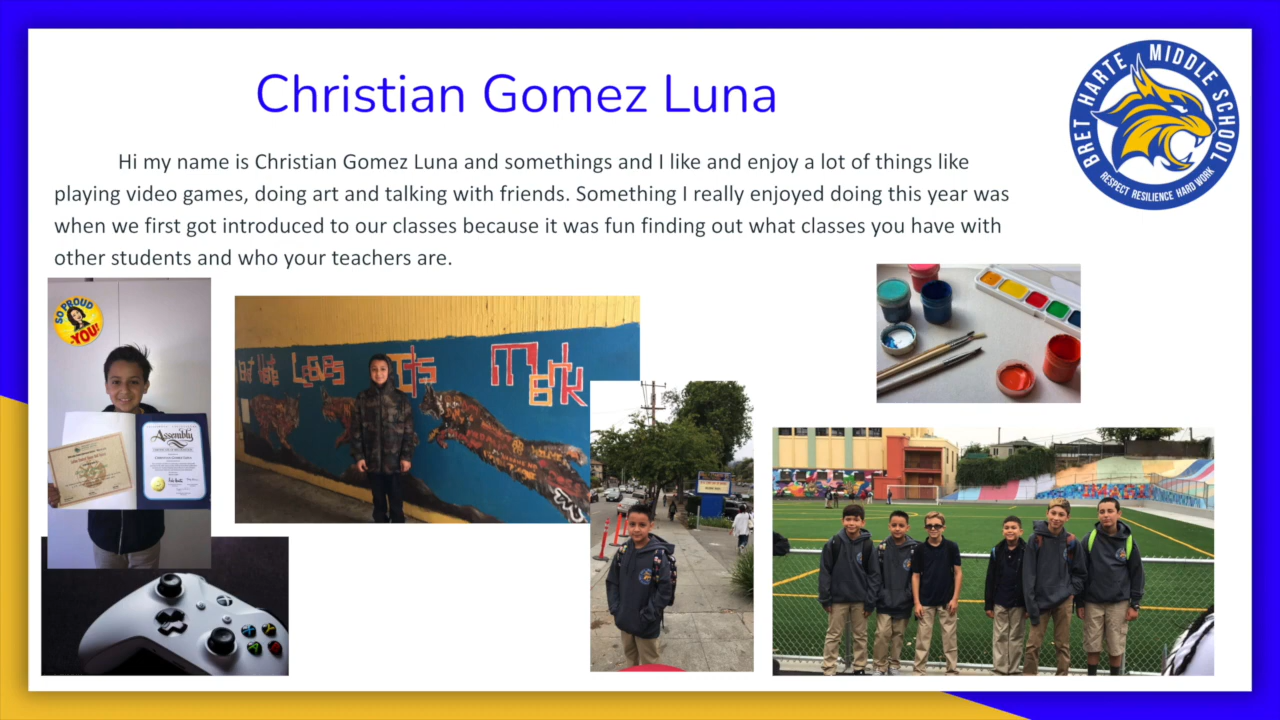 Christian Gomez Luna
BRET HARTE MIDDLE SCHOOL
RESPECT RESILIENCE HARD WORK
Hi my name is Christian Gomez Luna and somethings and I like and enjoy a lot of things like
playing video games, doing art and talking with friends. Something I really enjoyed doing this year was
when we first got introduced to our classes because it was fun finding out what classes you have with
other students and who your teachers are.
SO PROUD
YOU!
Leaves Its Mark
Assembly